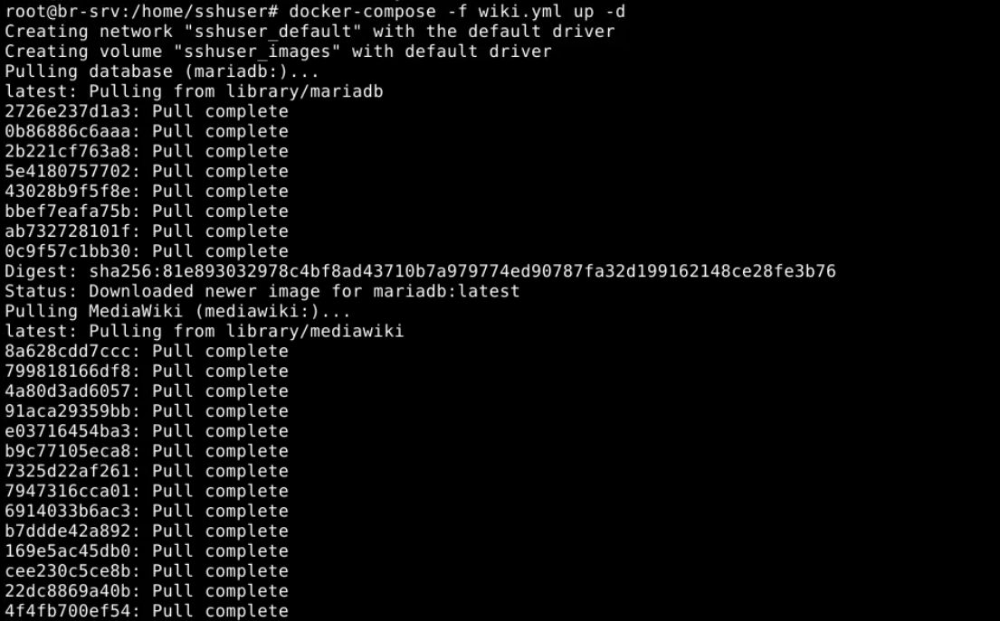 root@br-srv:/home/sshuser# docker-compose -f wiki.yml up -d
Creating network "sshuser_default" with the default driver
Creating volume "sshuser_images" with default driver
Pulling database (mariadb:)...
latest: Pulling from library/mariadb
2726e237d1a3: Pull complete
0b86886c6aaa: Pull complete
2b221cf763a8: Pull complete
5e4180757702: Pull complete
43028b9f5f8e: Pull complete
bbef7eafa75b: Pull complete
ab732728101f: Pull complete
0c9f57c1bb30: Pull complete
Digest: sha256:81e893032978c4bf8ad43710b7a979774ed90787fa32d199162148ce28fe3b76
Status: Downloaded newer image for mariadb:latest
Pulling MediaWiki (mediawiki:)...
latest: Pulling from library/mediawiki
8a628cdd7ccc: Pull complete
799818166df8: Pull complete
4a80d3ad6057: Pull complete
91aca29359bb: Pull complete
e03716454ba3: Pull complete
b9c77105eca8: Pull complete
7325d22af261: Pull complete
7947316cca01: Pull complete
6914033b6ac3: Pull complete
b7ddde42a892: Pull complete
169e5ac45db0: Pull complete
cee230c5ce8b: Pull complete
22dc8869a40b: Pull complete
4f4fb700ef54: Pull complete